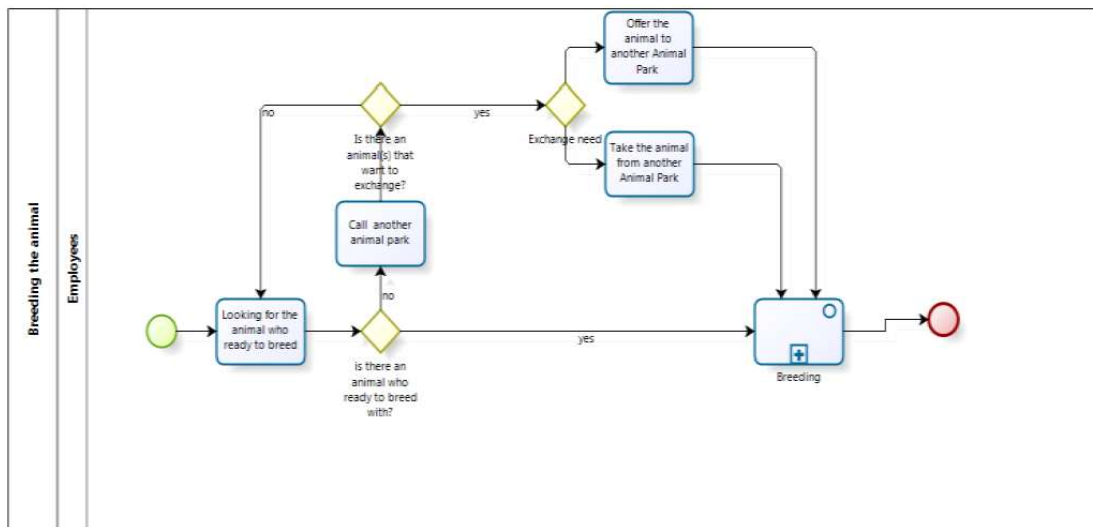 Breeding the animal
Employees
Offer the
animal to
another Animal
Park
no
yes
Exchange need
Is there an
animal(s) that
want to
exchange?
Take the animal
from another
Animal Park
Call another
animal park
no
Looking for the
animal who
ready to breed
yes
is there an
animal who
ready to breed
with?
Breeding